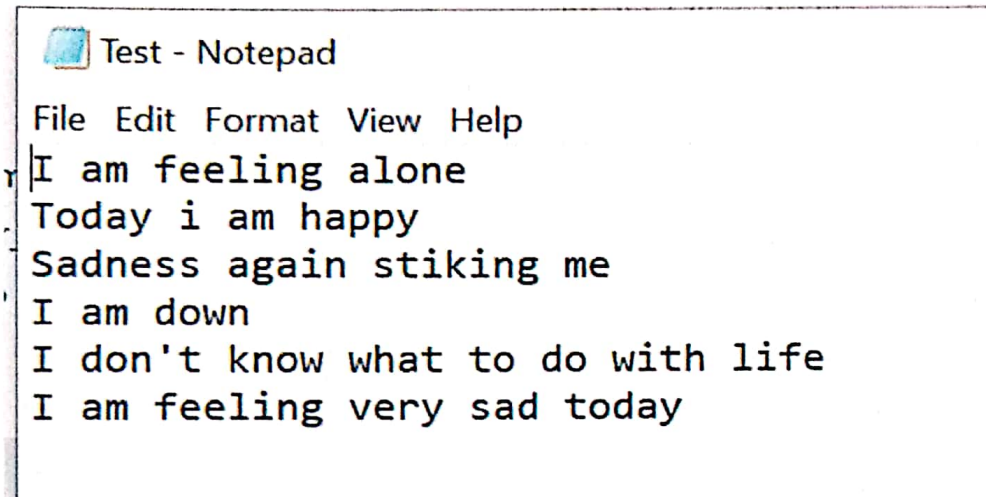 Test - Notepad
File Edit Format View Help
I am feeling alone
Today i am happy
Sadness again stiking me
I am down
I don't know what to do with life
I am feeling very sad today